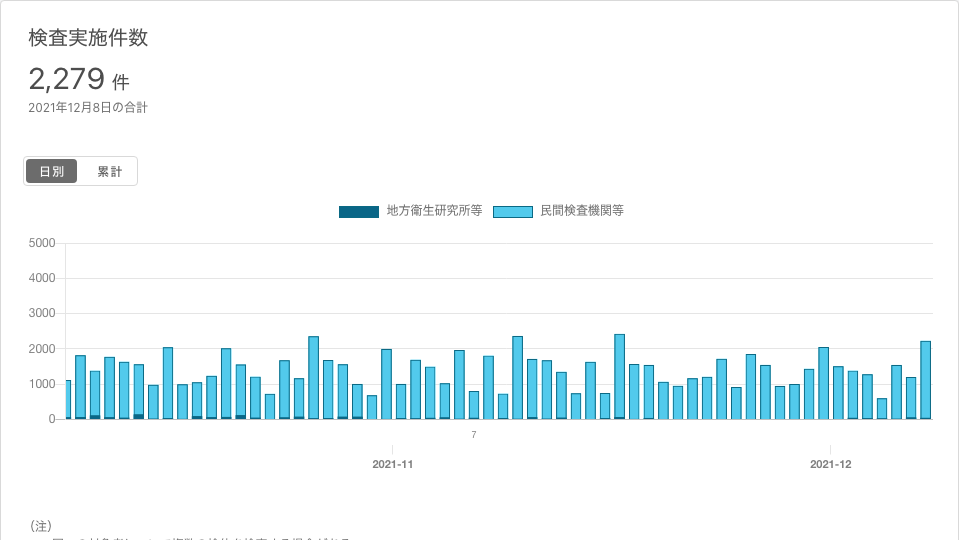 検査実施件数
2,279 件
2021年12月8日の合計
日別 累計
地方衛生研究所等 民間検査機関等
5000
4000
3000
2000
1000
0
7
2021-11 2021-12
（注）